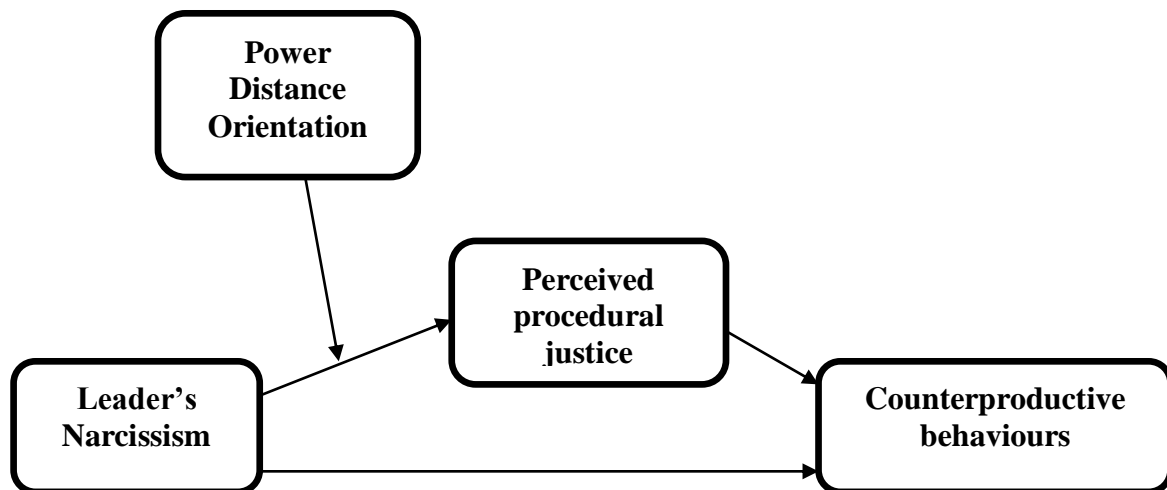 Power
Distance
Orientation
Perceived
procedural
justice
Leader’s
Narcissism
Counterproductive
behaviours